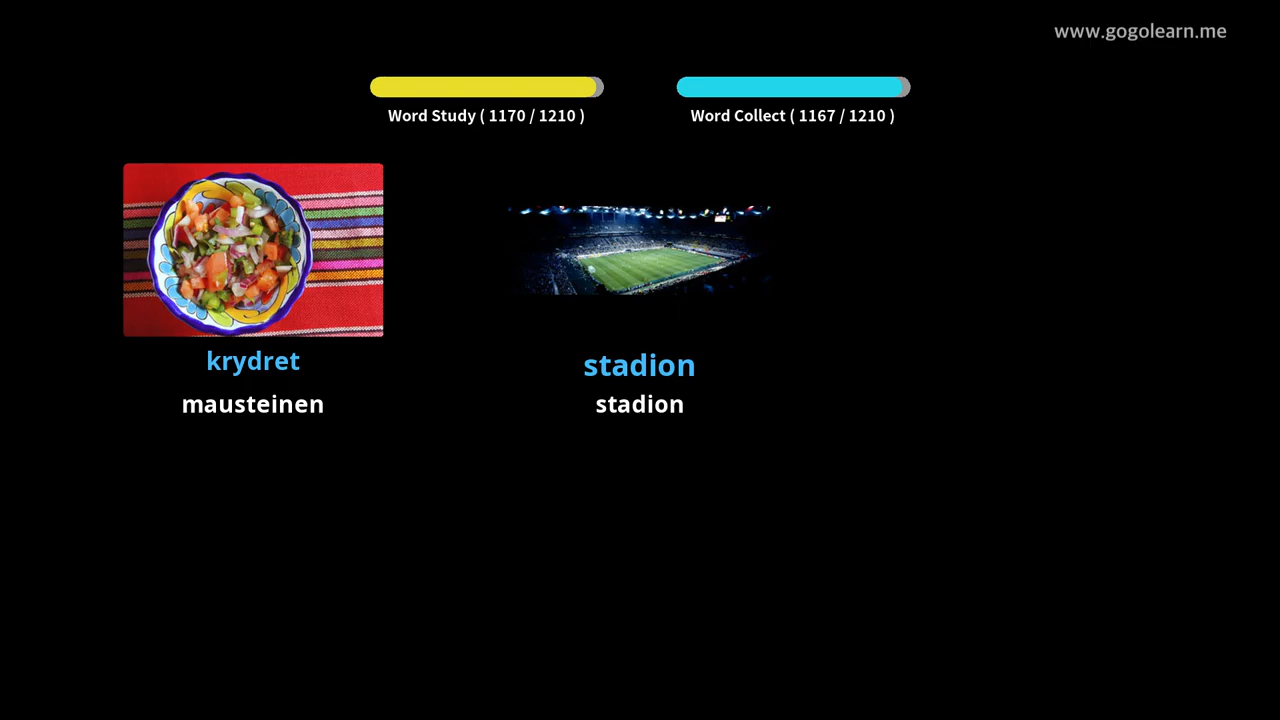 www.gogolearn.me
Word Study ( 1170 / 1210 )
Word Collect ( 1167 / 1210 )
krydret
mausteinen
stadion
stadion